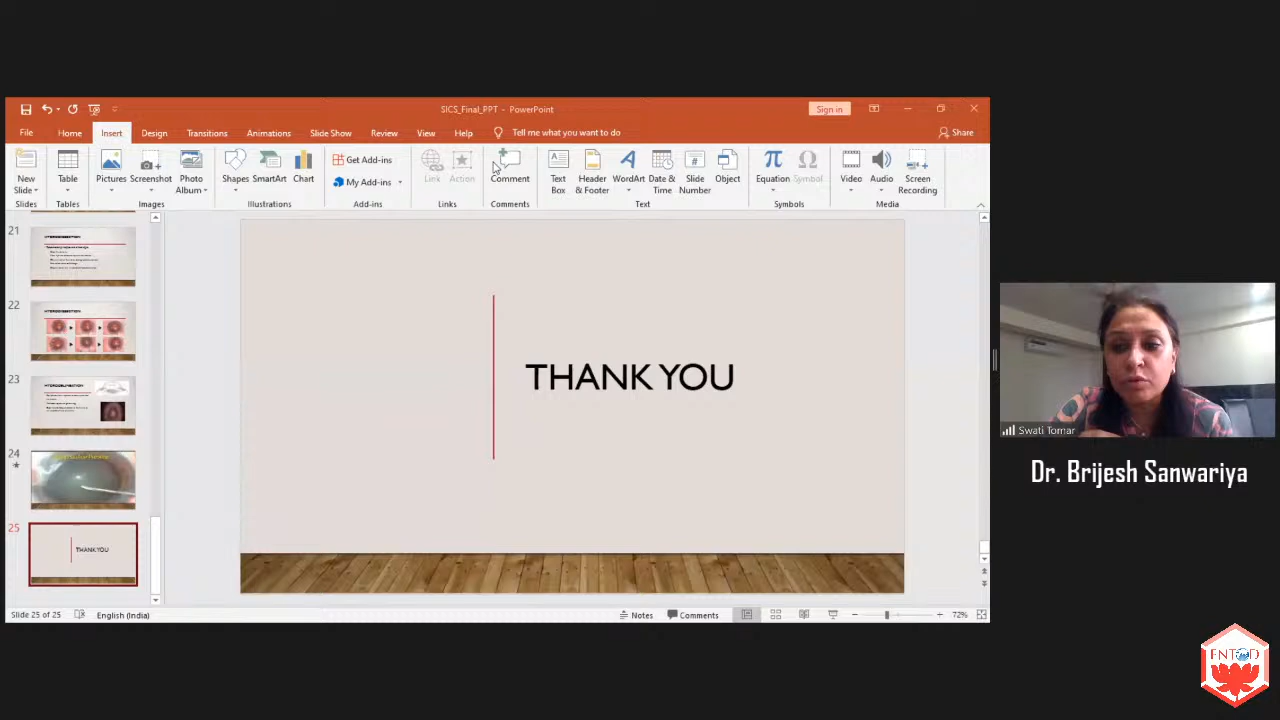 SICS_Final_PPT - PowerPoint
Sign in
File Home Insert Design Transitions Animations Slide Show Review View Help Tell me what you want to do Share
New Slide Table Pictures Screenshot Photo Album Shapes SmartArt Chart Get Add-ins My Add-ins Link Action Comment Text Box Header & Footer WordArt Date & Time Slide Number Object Equation Symbol Video Audio Screen Recording
Slides Tables Images Illustrations Add-ins Links Comments Text Symbols Media
21
HYDRODISSECTION
22
HYDRODISSECTION
23
24
25
THANK YOU
THANK YOU
Swati Tomar
Dr. Brijesh Sanwariya
Slide 25 of 25 English (India) Notes Comments 72%
ENTOD